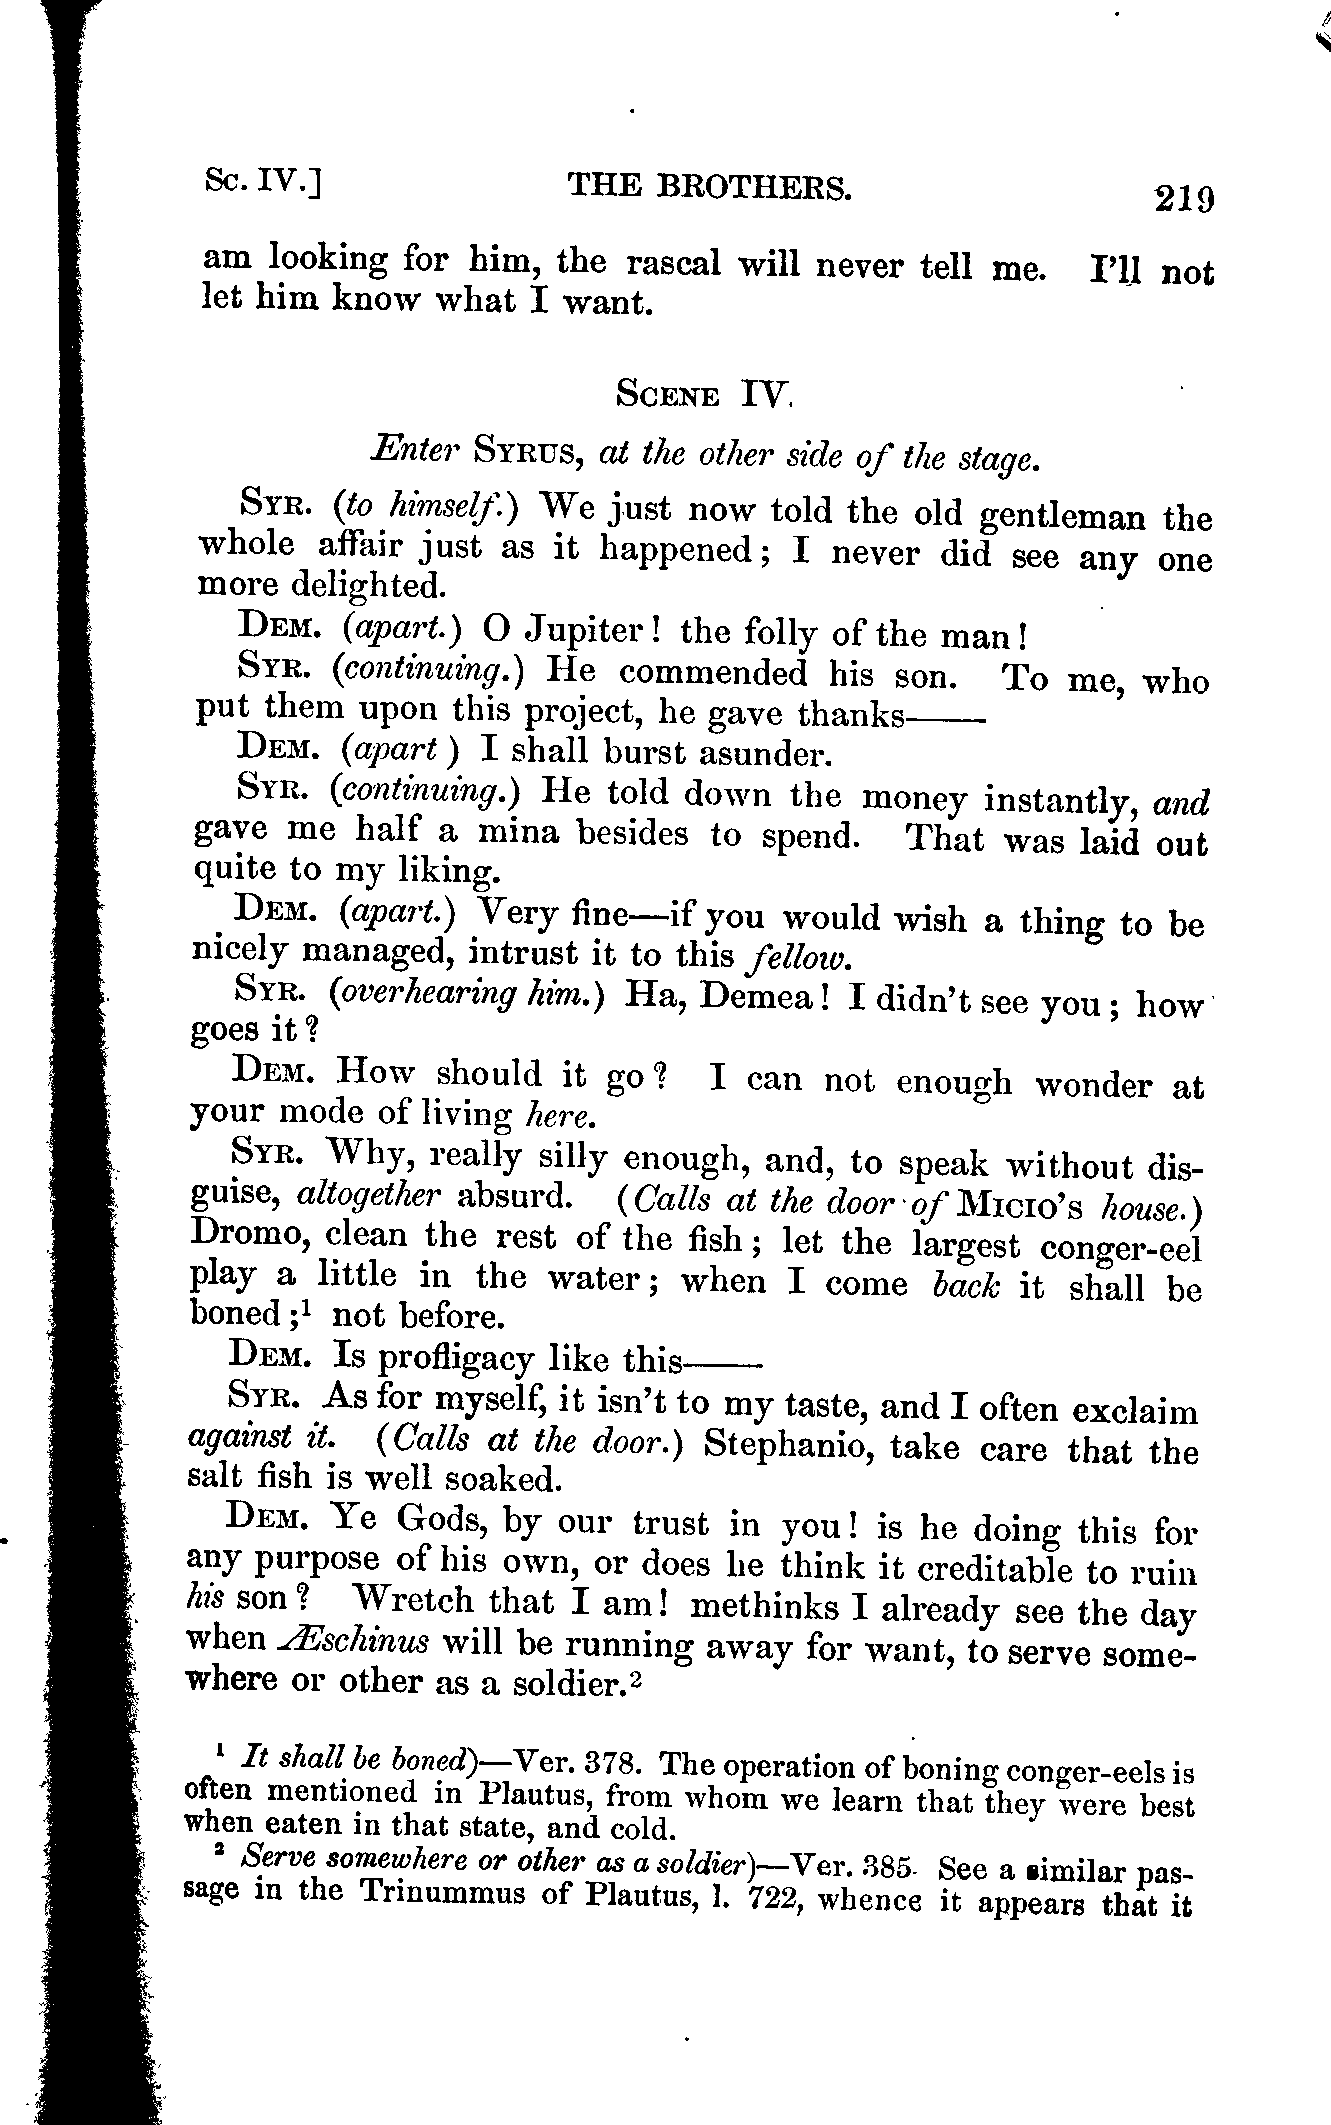 Sc. IV.] THE BROTHERS. 219
am looking for him, the rascal will never tell me. I'll not
let him know what I want.
Scene IV.
Enter Syrus, at the other side of the stage.
Syr. (to himself.) We just now told the old gentleman the
whole affair just as it happened; I never did see any one
more delighted.
Dem. (apart.) O Jupiter! the folly of the man!
Syr. (continuing.) He commended his son. To me, who
put them upon this project, he gave thanks——
Dem. (apart ) I shall burst asunder.
Syr. (continuing.) He told down the money instantly, and
gave me half a mina besides to spend. That was laid out
quite to my liking.
Dem. (apart.) Very fine—if you would wish a thing to be
nicely managed, intrust it to this fellow.
Syr. (overhearing him.) Ha, Demea! I didn't see you; how
goes it?
Dem. How should it go? I can not enough wonder at
your mode of living here.
Syr. Why, really silly enough, and, to speak without dis-
guise, altogether absurd. (Calls at the door of Micio's house.)
Dromo, clean the rest of the fish; let the largest conger-eel
play a little in the water; when I come back it shall be
boned;¹ not before.
Dem. Is profligacy like this——
Syr. As for myself, it isn't to my taste, and I often exclaim
against it. (Calls at the door.) Stephanio, take care that the
salt fish is well soaked.
Dem. Ye Gods, by our trust in you! is he doing this for
any purpose of his own, or does he think it creditable to ruin
his son? Wretch that I am! methinks I already see the day
when Æschinus will be running away for want, to serve some-
where or other as a soldier.²
¹ It shall be boned)—Ver. 378. The operation of boning conger-eels is
often mentioned in Plautus, from whom we learn that they were best
when eaten in that state, and cold.
² Serve somewhere or other as a soldier)—Ver. 385. See a similar pas-
sage in the Trinummus of Plautus, l. 722, whence it appears that it